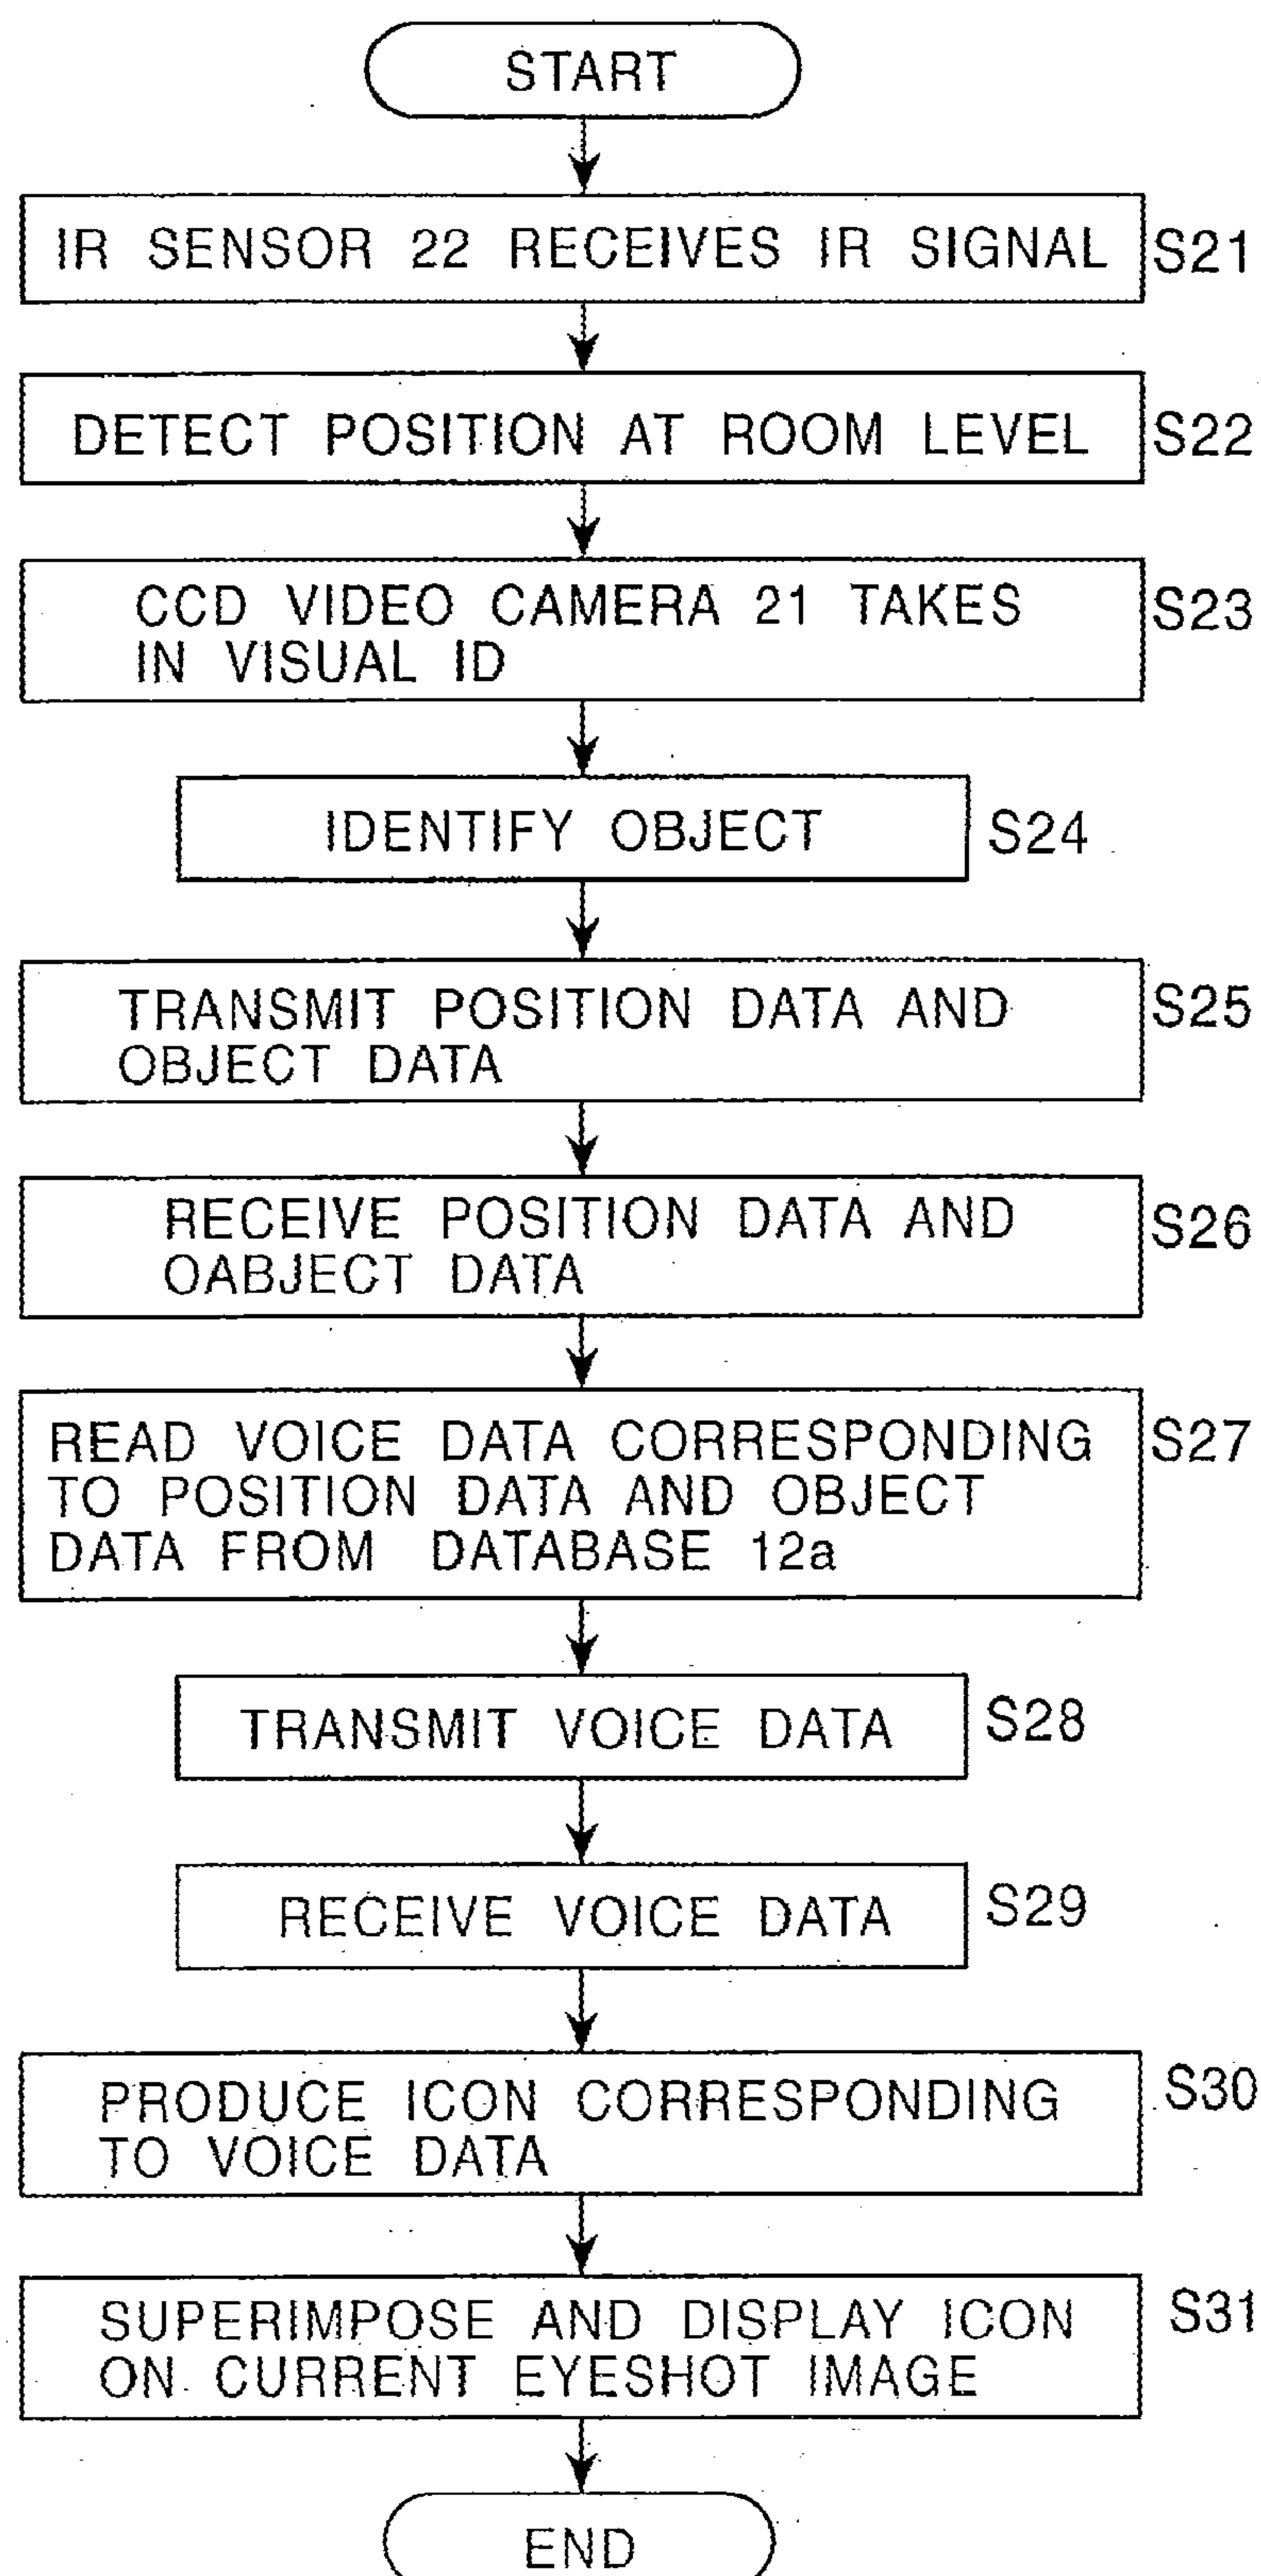 START
IR SENSOR 22 RECEIVES IR SIGNAL S21
DETECT POSITION AT ROOM LEVEL S22
CCD VIDEO CAMERA 21 TAKES S23
IN VISUAL ID
IDENTIFY OBJECT S24
TRANSMIT POSITION DATA AND S25
OBJECT DATA
RECEIVE POSITION DATA AND S26
OABJECT DATA
READ VOICE DATA CORRESPONDING S27
TO POSITION DATA AND OBJECT
DATA FROM DATABASE 12a
TRANSMIT VOICE DATA S28
RECEIVE VOICE DATA S29
PRODUCE ICON CORRESPONDING S30
TO VOICE DATA
SUPERIMPOSE AND DISPLAY ICON S31
ON CURRENT EYESHOT IMAGE
END